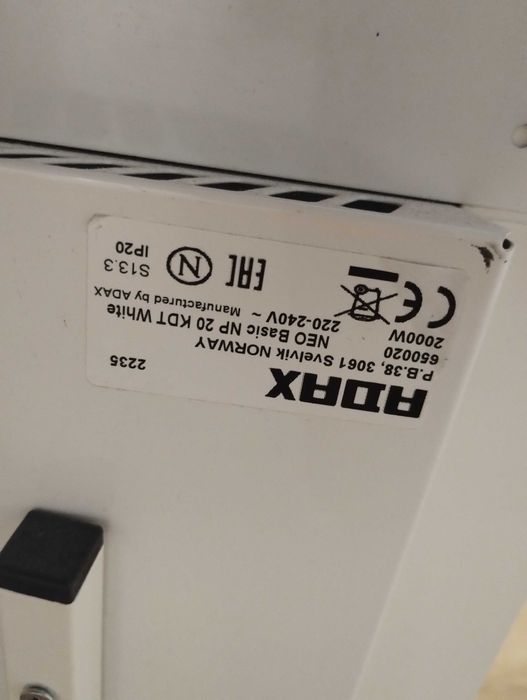 ADAX
P.B.38, 3061 Svelvik NORWAY
2235
650020
NEO Basic NP 20 KDT White
2000W
220-240V ~ Manufactured by ADAX
CE
EAC
N
S13.3
IP20